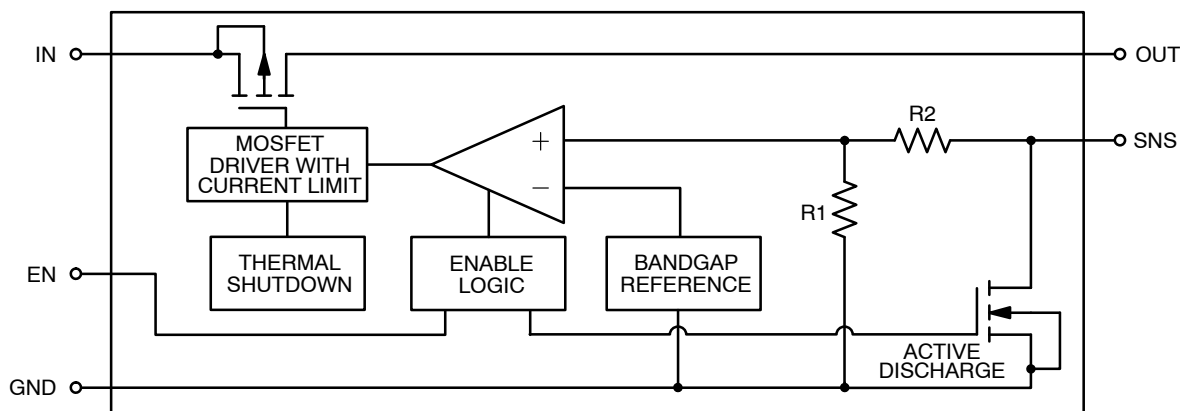 IN
OUT
R2
SNS
MOSFET
DRIVER WITH
CURRENT LIMIT
+
−
R1
THERMAL
SHUTDOWN
ENABLE
LOGIC
BANDGAP
REFERENCE
EN
ACTIVE
DISCHARGE
GND